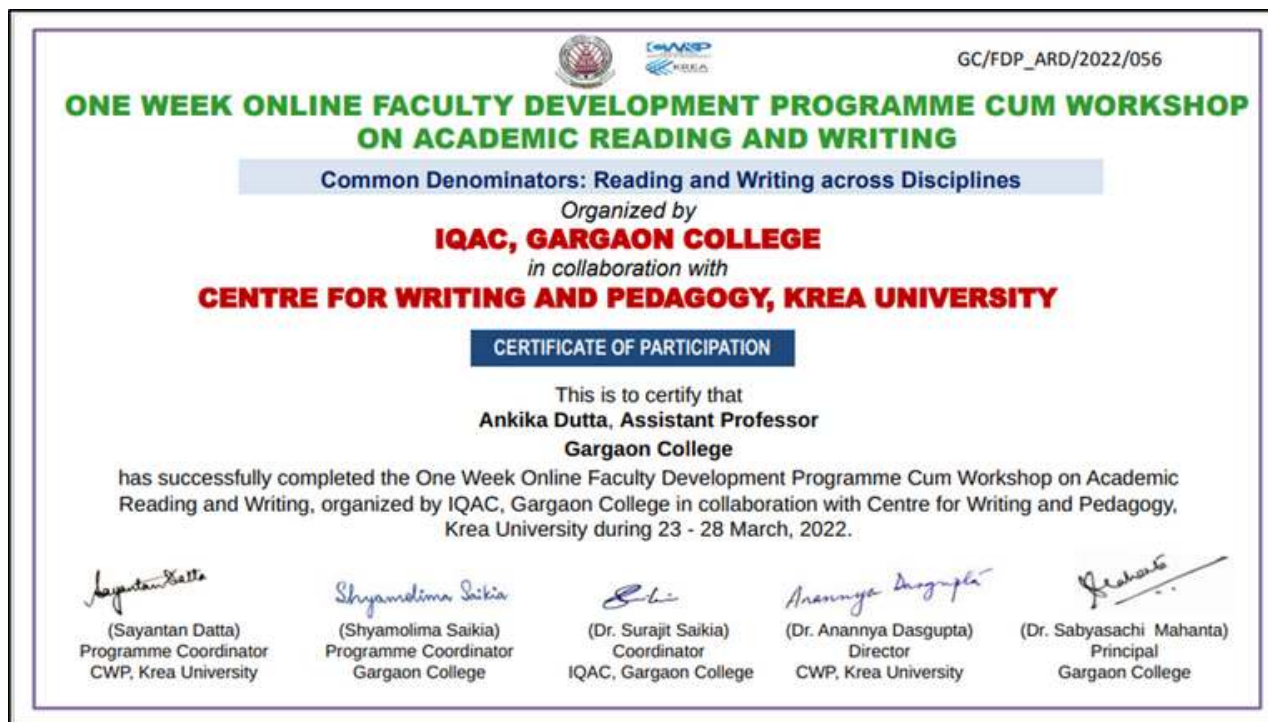 GC/FDP_ARD/2022/056
KREA
ONE WEEK ONLINE FACULTY DEVELOPMENT PROGRAMME CUM WORKSHOP
ON ACADEMIC READING AND WRITING
Common Denominators: Reading and Writing across Disciplines
Organized by
IQAC, GARGAON COLLEGE
in collaboration with
CENTRE FOR WRITING AND PEDAGOGY, KREA UNIVERSITY
CERTIFICATE OF PARTICIPATION
This is to certify that
Ankika Dutta, Assistant Professor
Gargaon College
has successfully completed the One Week Online Faculty Development Programme Cum Workshop on Academic
Reading and Writing, organized by IQAC, Gargaon College in collaboration with Centre for Writing and Pedagogy,
Krea University during 23 - 28 March, 2022.
Sayantan Datta Shyamolima Saikia Anannya Dasgupta
(Sayantan Datta) (Shyamolima Saikia) (Dr. Surajit Saikia) (Dr. Anannya Dasgupta) (Dr. Sabyasachi Mahanta)
Programme Coordinator Programme Coordinator Coordinator Director Principal
CWP, Krea University Gargaon College IQAC, Gargaon College CWP, Krea University Gargaon College